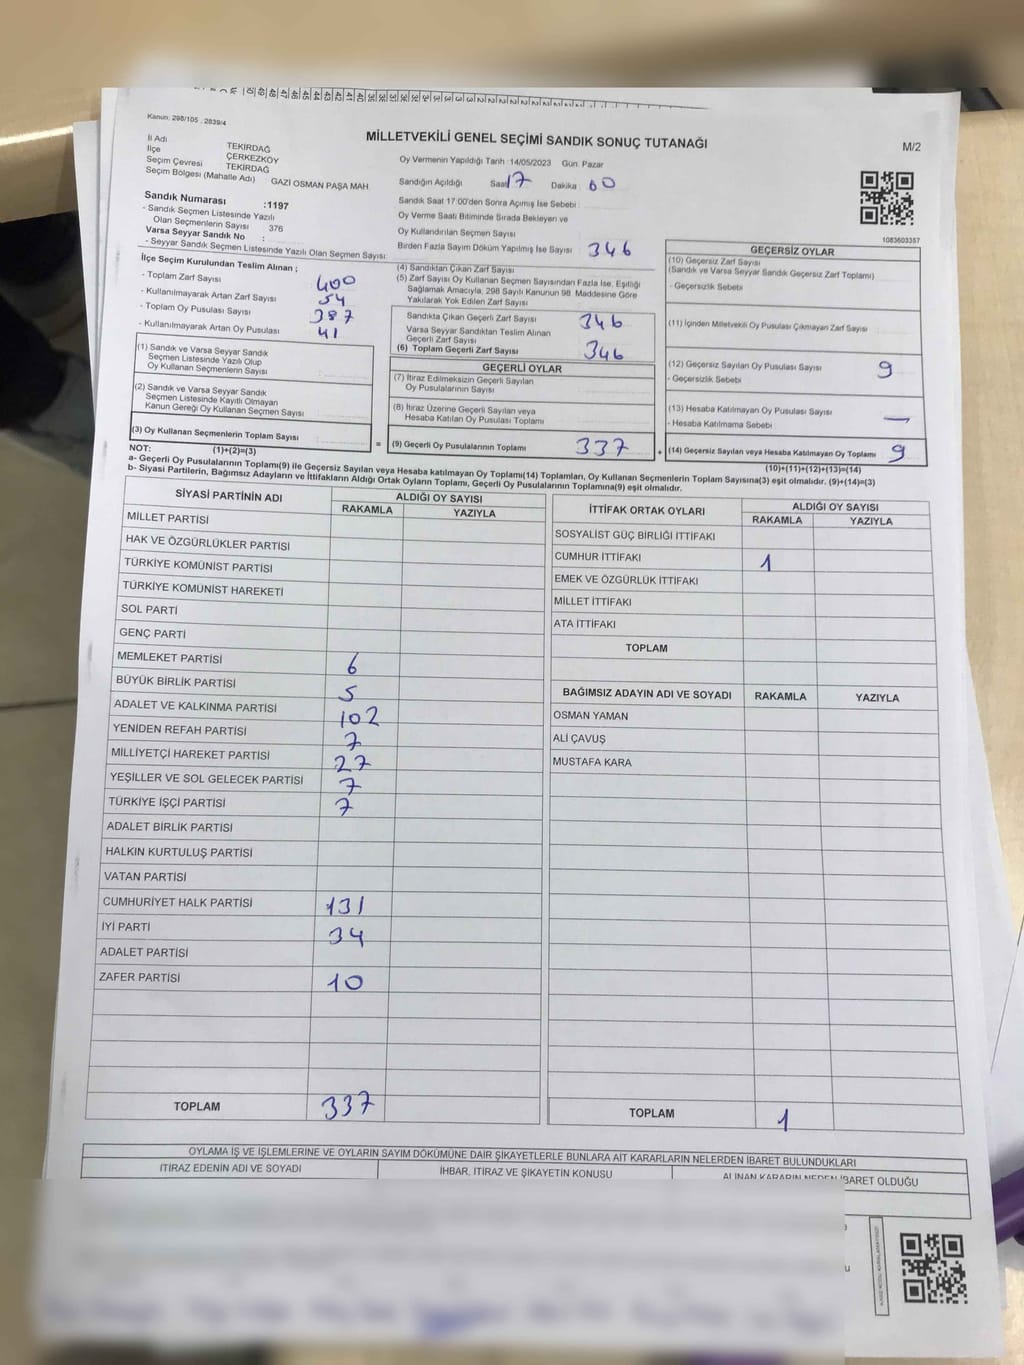 Kanun: 298/105 , 2839/4
MİLLETVEKİLİ GENEL SEÇİMİ SANDIK SONUÇ TUTANAĞI
M/2
İl Adı TEKİRDAĞ
İlçe ÇERKEZKÖY
Seçim Çevresi TEKİRDAĞ
Seçim Bölgesi (Mahalle Adı) GAZİ OSMAN PAŞA MAH.
Sandık Numarası :1197
- Sandık Seçmen Listesinde Yazılı
Olan Seçmenlerin Sayısı 376
Varsa Seyyar Sandık No :
- Seyyar Sandık Seçmen Listesinde Yazılı Olan Seçmen Sayısı:
İlçe Seçim Kurulundan Teslim Alınan ;
- Toplam Zarf Sayısı 400
- Kullanılmayarak Artan Zarf Sayısı 54
- Toplam Oy Pusulası Sayısı 387
- Kullanılmayarak Artan Oy Pusulası 41
(1) Sandık ve Varsa Seyyar Sandık
Seçmen Listesinde Yazılı Olup
Oy Kullanan Seçmenlerin Sayısı
(2) Sandık ve Varsa Seyyar Sandık
Seçmen Listesinde Kayıtlı Olmayan
Kanun Gereği Oy Kullanan Seçmen Sayısı
(3) Oy Kullanan Seçmenlerin Toplam Sayısı
(1)+(2)=(3)
Oy Vermenin Yapıldığı Tarih :14/05/2023 Gün: Pazar
Sandığın Açıldığı Saat 17 Dakika 00
Sandık Saat 17:00'den Sonra Açımış İse Sebebi :
Oy Verme Saati Bitiminde Sırada Bekleyen ve
Oy Kullandırılan Seçmen Sayısı
Birden Fazla Sayım Döküm Yapılmış İse Sayısı
(4) Sandıktan Çıkan Zarf Sayısı 346
(5) Zarf Sayısı Oy Kullanan Seçmen Sayısından Fazla İse, Eşitliği
Sağlamak Amacıyla, 298 Sayılı Kanunun 98. Maddesine Göre
Yakılarak Yok Edilen Zarf Sayısı
Sandıkta Çıkan Geçerli Zarf Sayısı 346
Varsa Seyyar Sandıktan Teslim Alınan
Geçerli Zarf Sayısı
(6) Toplam Geçerli Zarf Sayısı 346
GEÇERLİ OYLAR
(7) İtiraz Edilmeksizin Geçerli Sayılan
Oy Pusulalarının Sayısı
(8) İtiraz Üzerine Geçerli Sayılan veya
Hesaba Katılan Oy Pusulası Toplamı
= (9) Geçerli Oy Pusulalarının Toplamı 337
1083603357
GEÇERSİZ OYLAR
(10) Geçersiz Zarf Sayısı
(Sandık ve Varsa Seyyar Sandık Geçersiz Zarf Toplamı)
- Geçersizlik Sebebi
(11) İçinden Milletvekili Oy Pusulası Çıkmayan Zarf Sayısı
(12) Geçersiz Sayılan Oy Pusulası Sayısı 9
- Geçersizlik Sebebi
(13) Hesaba Katılmayan Oy Pusulası Sayısı —
- Hesaba Katılmama Sebebi
+ (14) Geçersiz Sayılan veya Hesaba Katılmayan Oy Toplamı 9
(10)+(11)+(12)+(13)=(14)
NOT:
a- Geçerli Oy Pusulalarının Toplamı(9) ile Geçersiz Sayılan veya Hesaba katılmayan Oy Toplamı(14) Toplamları, Oy Kullanan Seçmenlerin Toplam Sayısına(3) eşit olmalıdır. (9)+(14)=(3)
b- Siyasi Partilerin, Bağımsız Adayların ve İttifakların Aldığı Ortak Oyların Toplamı, Geçerli Oy Pusulalarının Toplamına(9) eşit olmalıdır.
SİYASİ PARTİNİN ADI ALDIĞI OY SAYISI
RAKAMLA YAZIYLA
MİLLET PARTİSİ
HAK VE ÖZGÜRLÜKLER PARTİSİ
TÜRKİYE KOMÜNİST PARTİSİ
TÜRKİYE KOMÜNİST HAREKETİ
SOL PARTİ
GENÇ PARTİ
MEMLEKET PARTİSİ 6
BÜYÜK BİRLİK PARTİSİ 5
ADALET VE KALKINMA PARTİSİ 102
YENİDEN REFAH PARTİSİ 7
MİLLİYETÇİ HAREKET PARTİSİ 27
YEŞİLLER VE SOL GELECEK PARTİSİ 7
TÜRKİYE İŞÇİ PARTİSİ 7
ADALET BİRLİK PARTİSİ
HALKIN KURTULUŞ PARTİSİ
VATAN PARTİSİ
CUMHURİYET HALK PARTİSİ 131
İYİ PARTİ 34
ADALET PARTİSİ
ZAFER PARTİSİ 10
TOPLAM 337
İTTİFAK ORTAK OYLARI ALDIĞI OY SAYISI
RAKAMLA YAZIYLA
SOSYALİST GÜÇ BİRLİĞİ İTTİFAKI
CUMHUR İTTİFAKI 1
EMEK VE ÖZGÜRLÜK İTTİFAKI
MİLLET İTTİFAKI
ATA İTTİFAKI
TOPLAM
BAĞIMSIZ ADAYIN ADI VE SOYADI RAKAMLA YAZIYLA
OSMAN YAMAN
ALİ ÇAVUŞ
MUSTAFA KARA
TOPLAM 1
OYLAMA İŞ VE İŞLEMLERİNE VE OYLARIN SAYIM DÖKÜMÜNE DAİR ŞİKAYETLERLE BUNLARA AİT KARARLARIN NELERDEN İBARET BULUNDUKLARI
İTİRAZ EDENİN ADI VE SOYADI İHBAR, İTİRAZ VE ŞİKAYETİN KONUSU ALINAN KARARIN NEDEN İBARET OLDUĞU